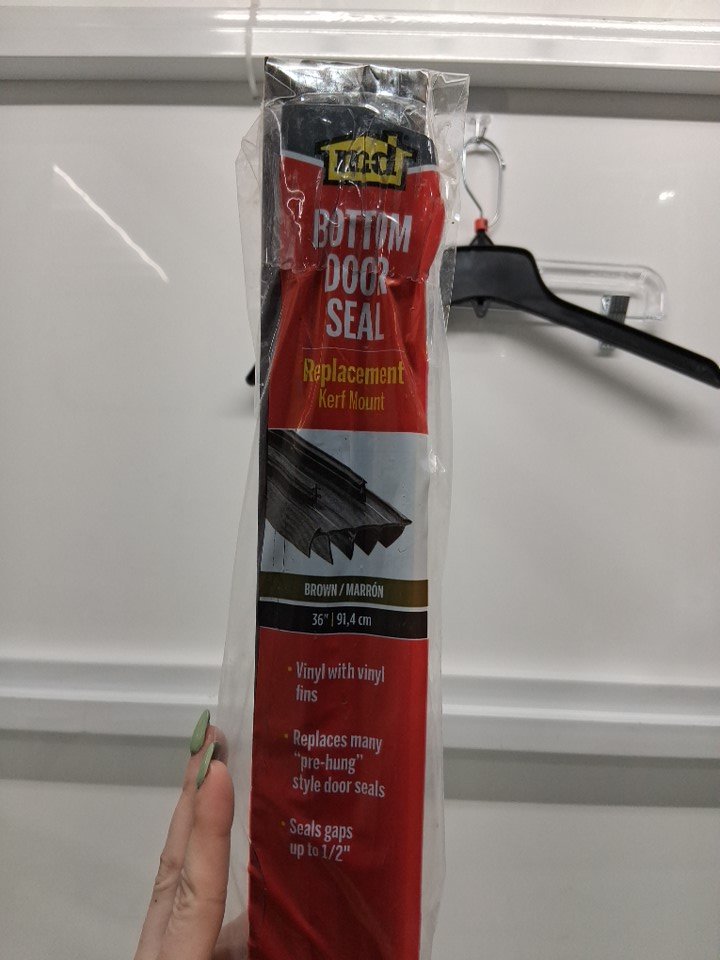 m-d
BOTTOM
DOOR
SEAL
Replacement
Kerf Mount
BROWN / MARRÓN
36" | 91,4 cm
• Vinyl with vinyl
fins
• Replaces many
"pre-hung"
style door seals
• Seals gaps
up to 1/2"